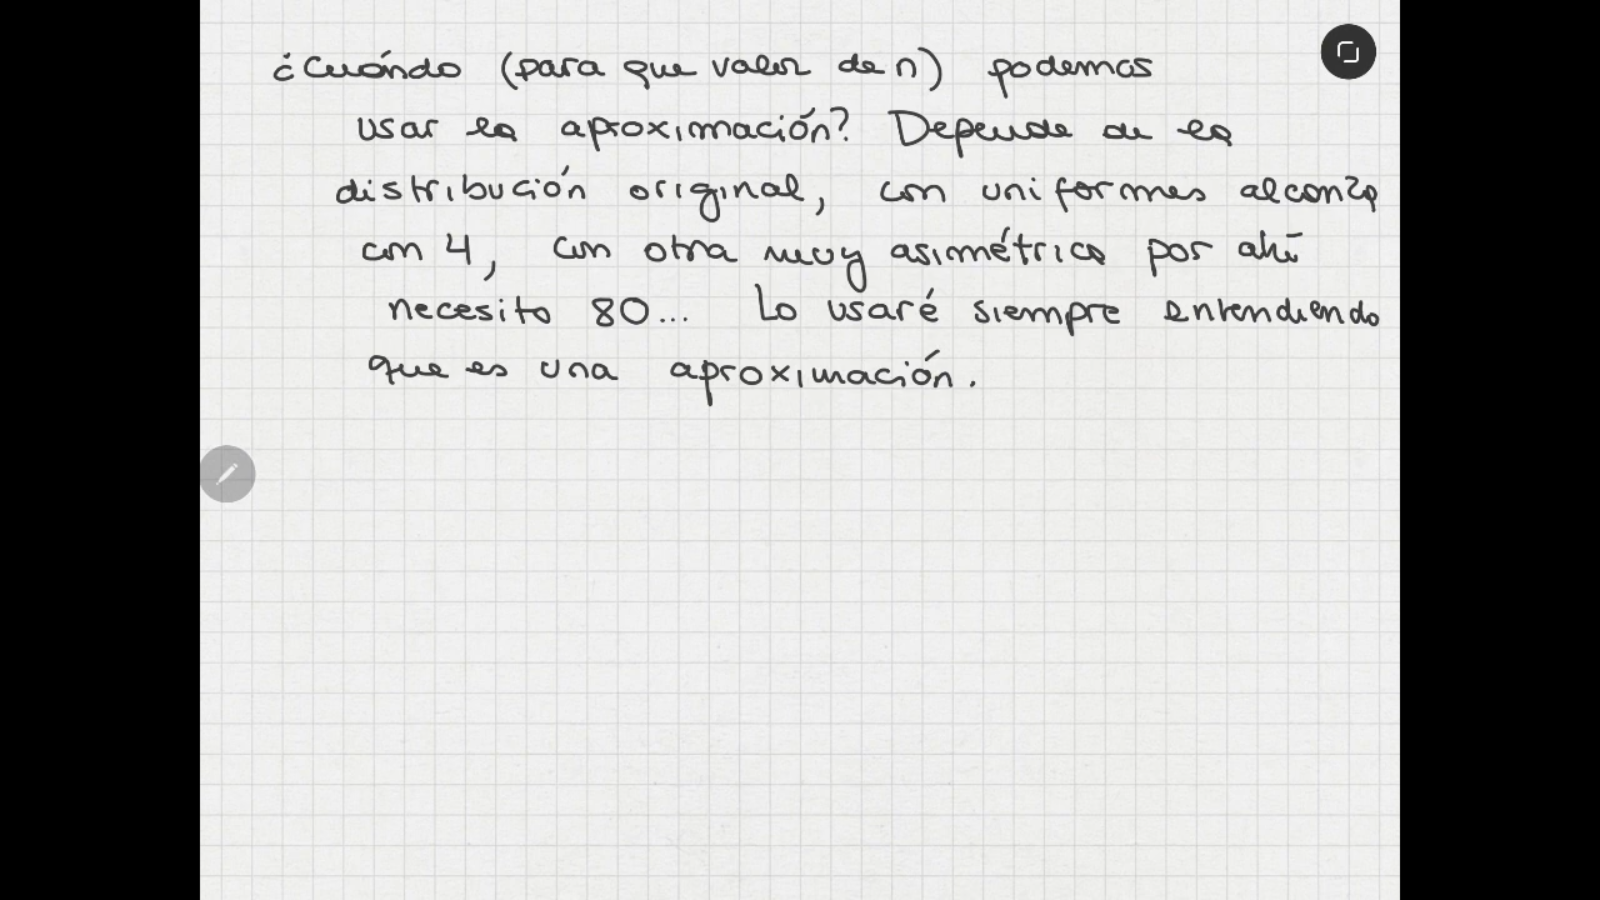 ¿Cuándo (para que valor de n) podemos
usar la aproximación? Depende de la
distribución original, con uniformes alcanza
con 4, con otra muy asimétrica por ahí
necesito 80... Lo usaré siempre entendiendo
que es una aproximación.